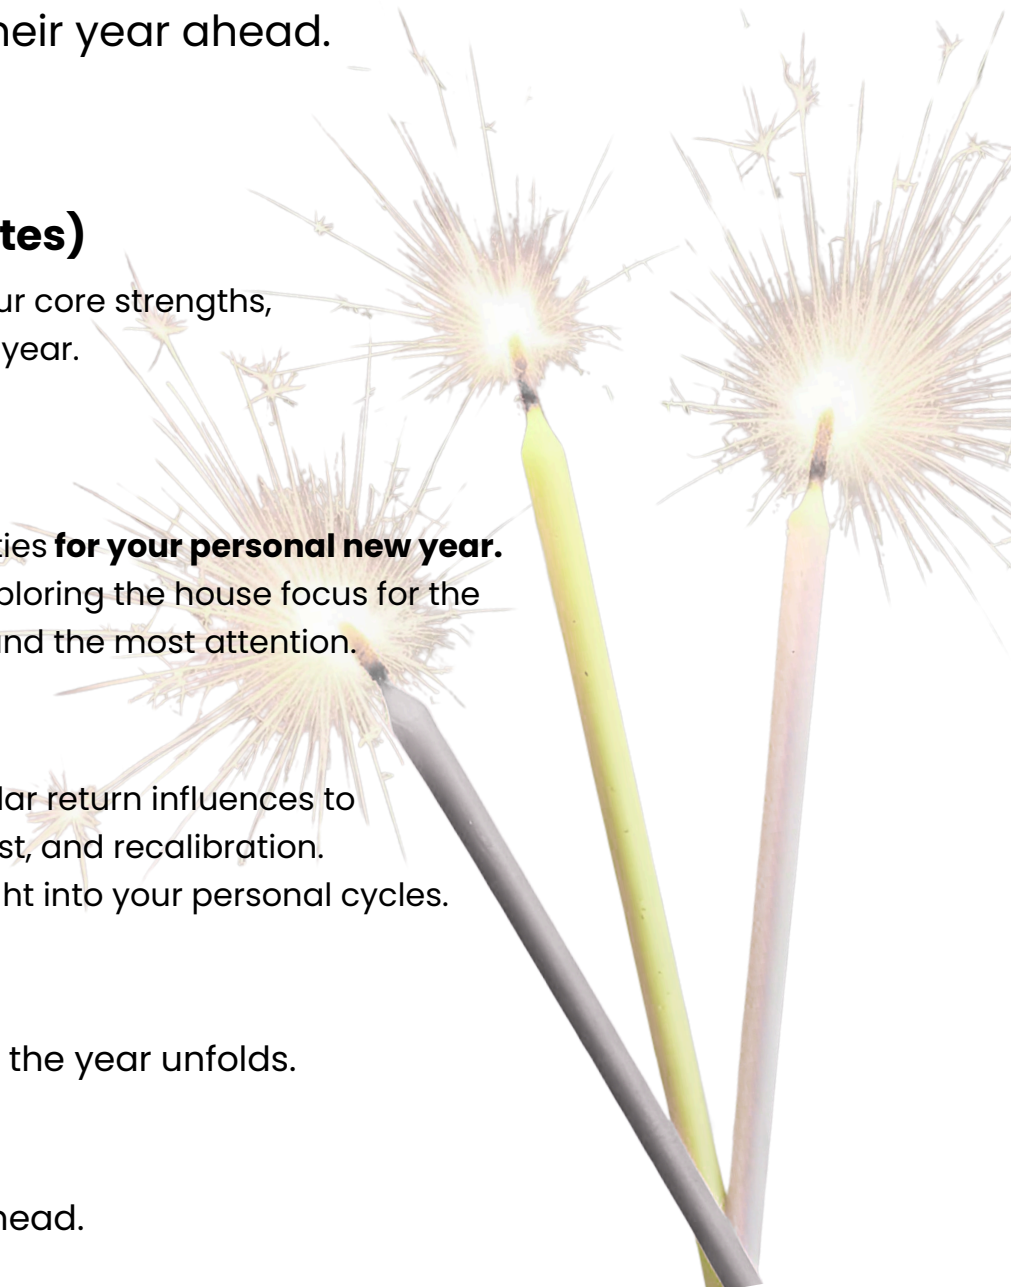 heir year ahead.
tes)
ur core strengths,
year.
ties for your personal new year.
ploring the house focus for the
nd the most attention.
lar return influences to
st, and recalibration.
ht into your personal cycles.
the year unfolds.
head.